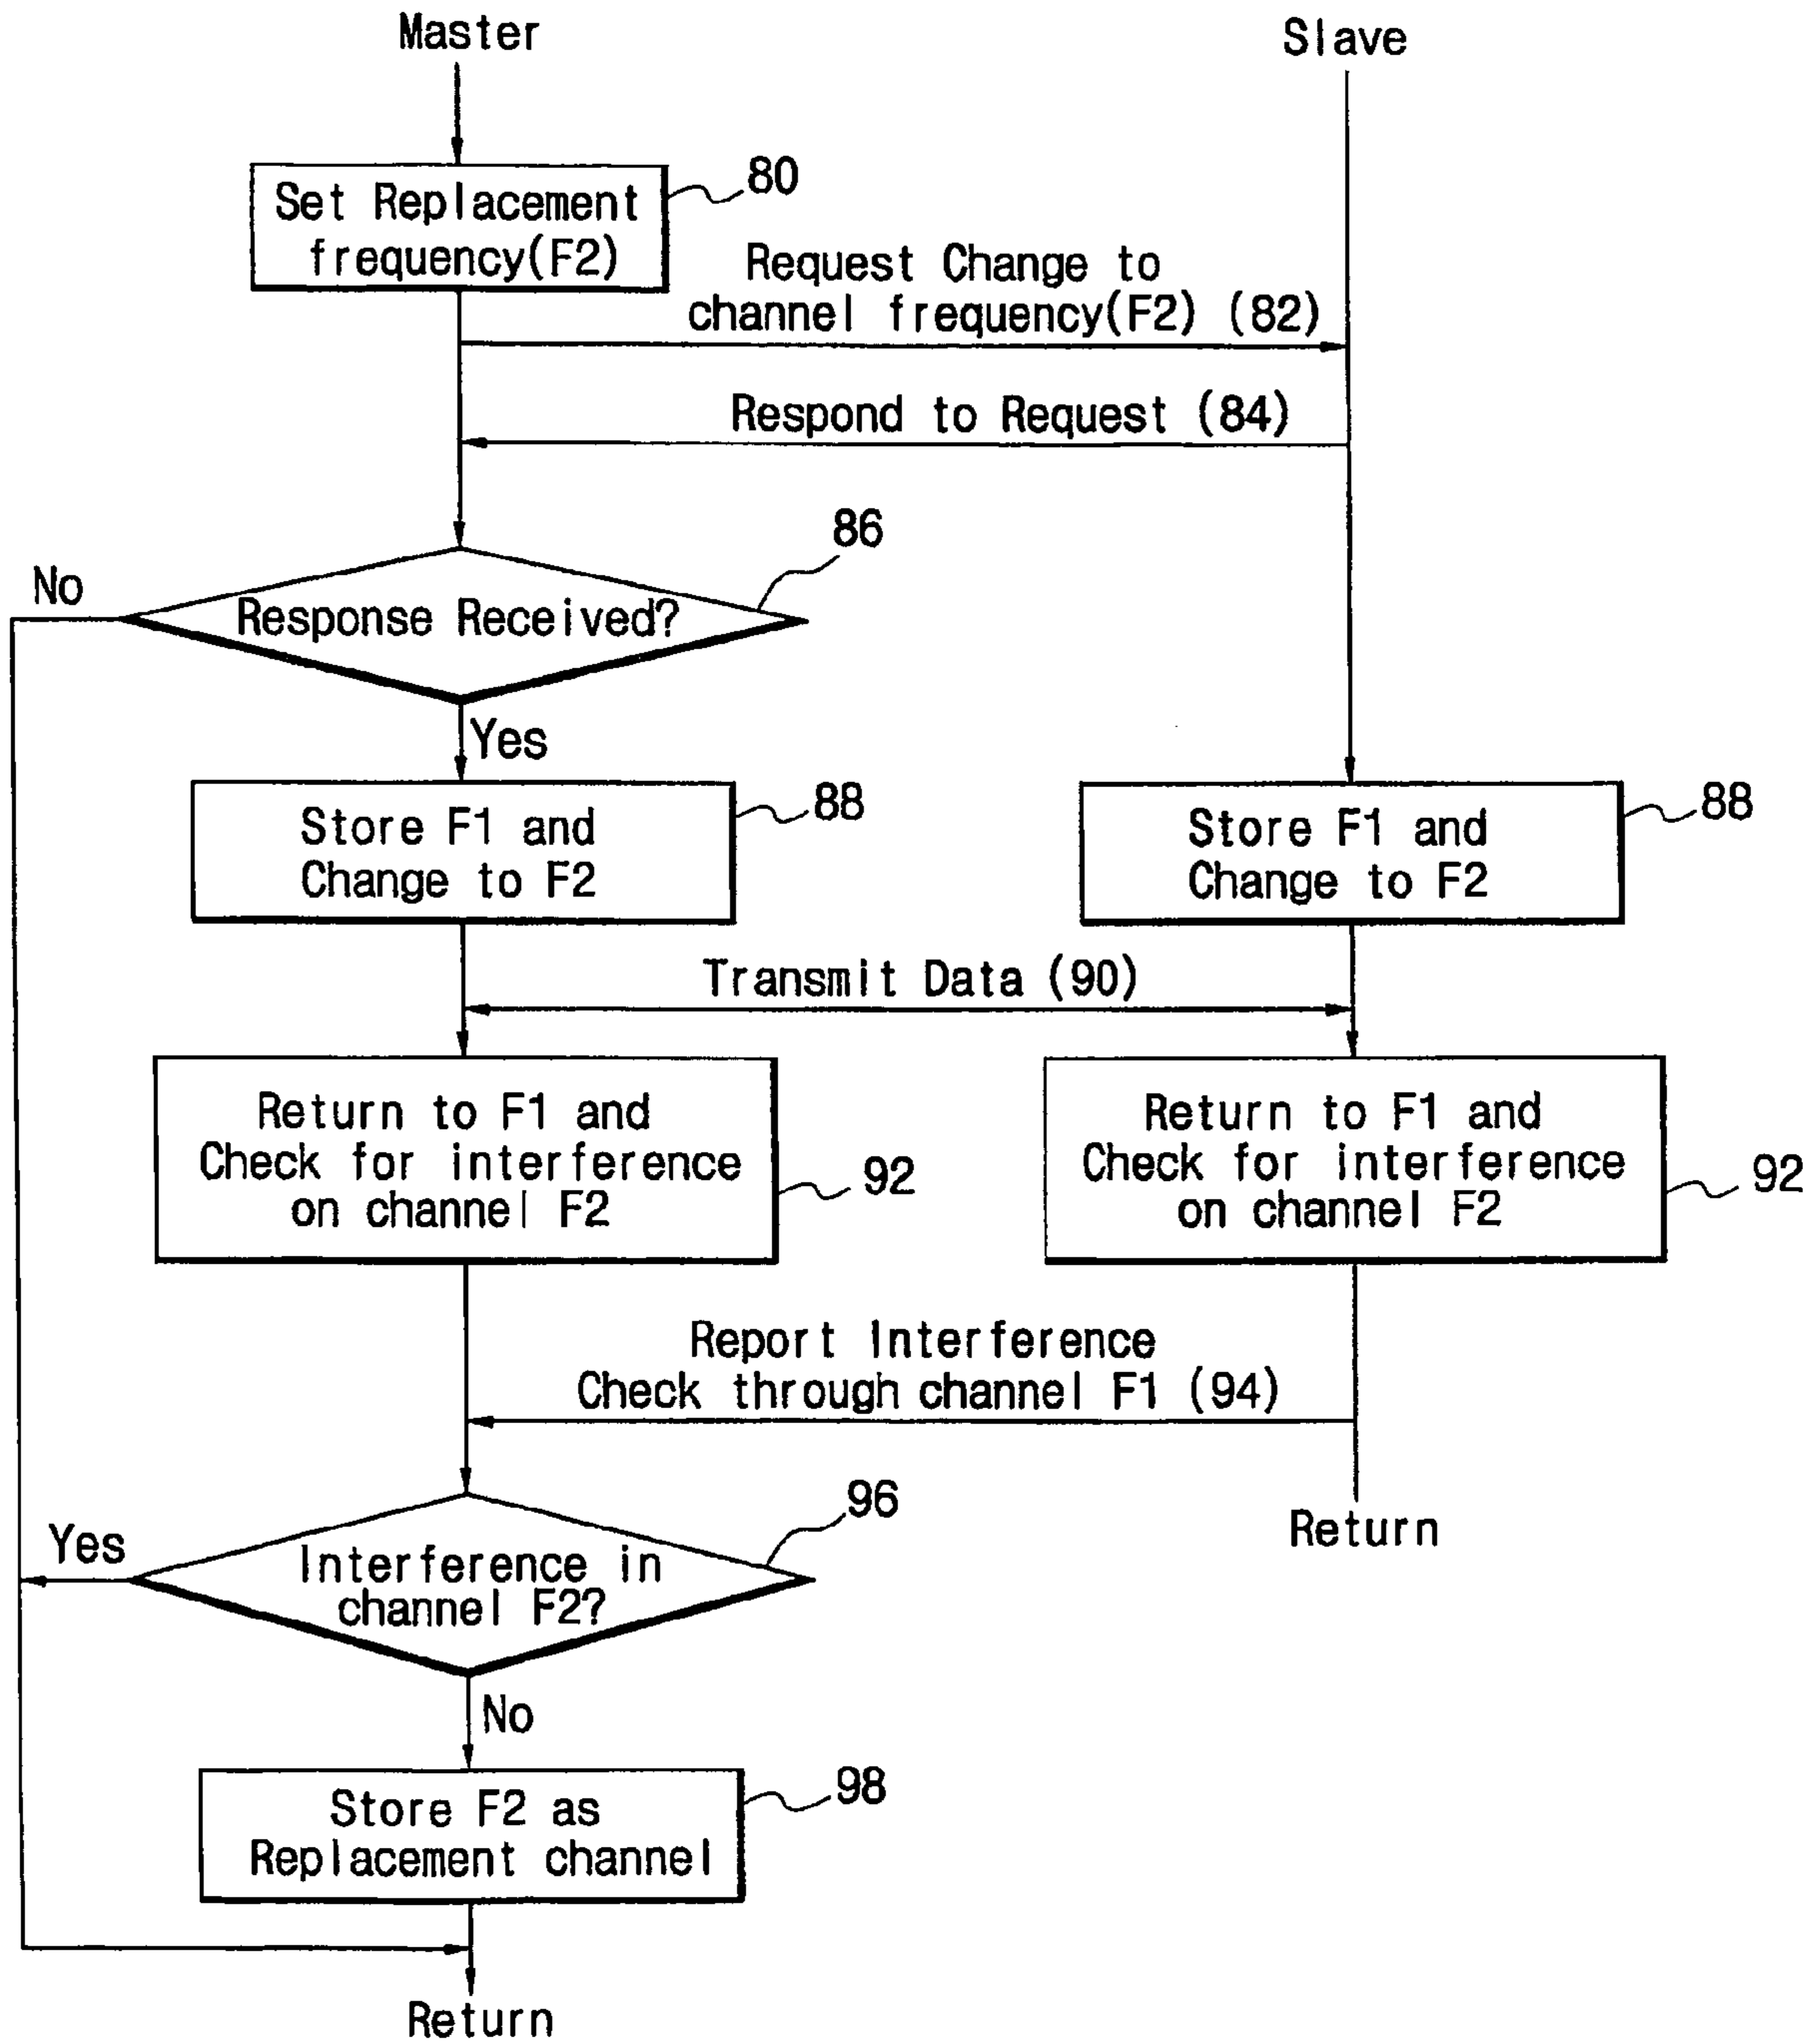 Master
Slave
80
Set Replacement
frequency(F2)
Request Change to
channel frequency(F2) (82)
Respond to Request (84)
86
No
Response Received?
Yes
88
Store F1 and
Change to F2
88
Store F1 and
Change to F2
Transmit Data (90)
Return to F1 and
Check for interference
on channel F2
92
Return to F1 and
Check for interference
on channel F2
92
Report Interference
Check through channel F1 (94)
96
Return
Yes
Interference in
channel F2?
No
98
Store F2 as
Replacement channel
Return